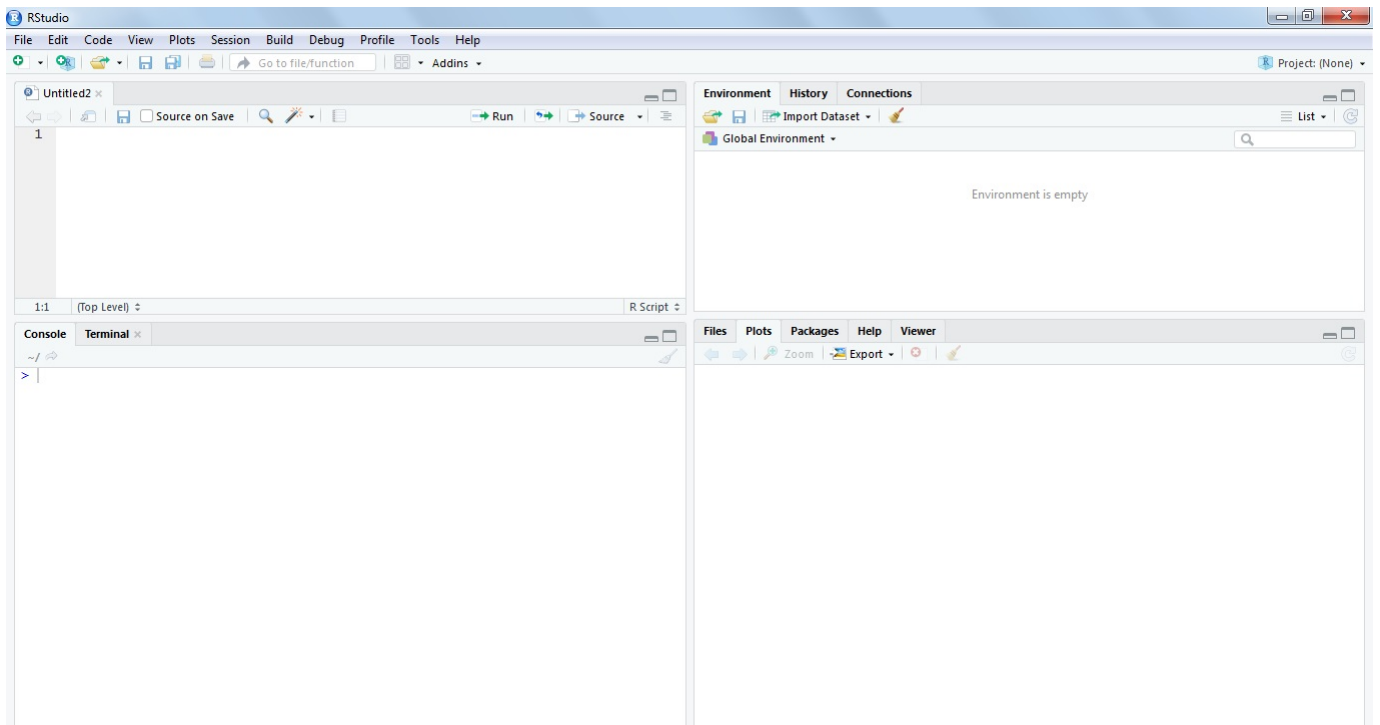 RStudio
File Edit Code View Plots Session Build Debug Profile Tools Help
Go to file/function Addins Project: (None)
Untitled2
Source on Save Run Source
1
1:1 (Top Level) R Script
Console Terminal
~/
>
Environment History Connections
Import Dataset List
Global Environment
Environment is empty
Files Plots Packages Help Viewer
Zoom Export